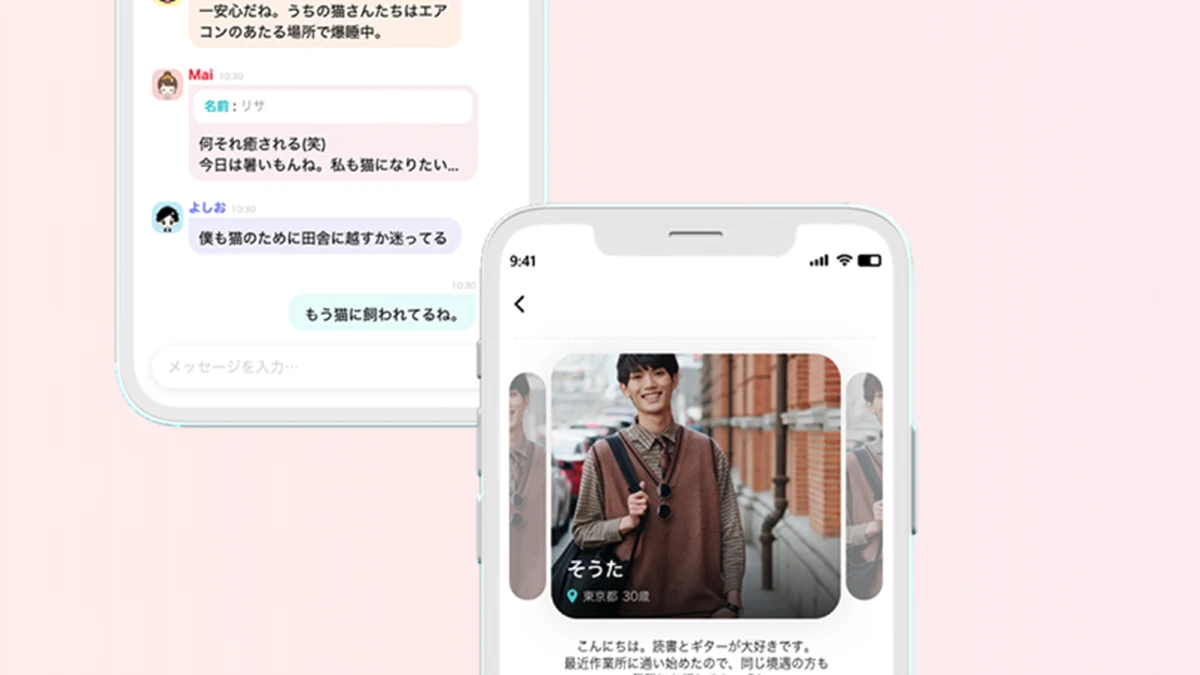 一安心だね。うちの猫さんたちはエア
コンのあたる場所で爆睡中。
Mai 10:30
名前 : リサ
何それ癒される(笑)
今日は暑いもんね。私も猫になりたい...
よしお 10:30
僕も猫のために田舎に越すか迷ってる
10:30
もう猫に飼われてるね。
メッセージを入力…
9:41
そうた
東京都 30歳
こんにちは。読書とギターが大好きです。
最近作業所に通い始めたので、同じ境遇の方も